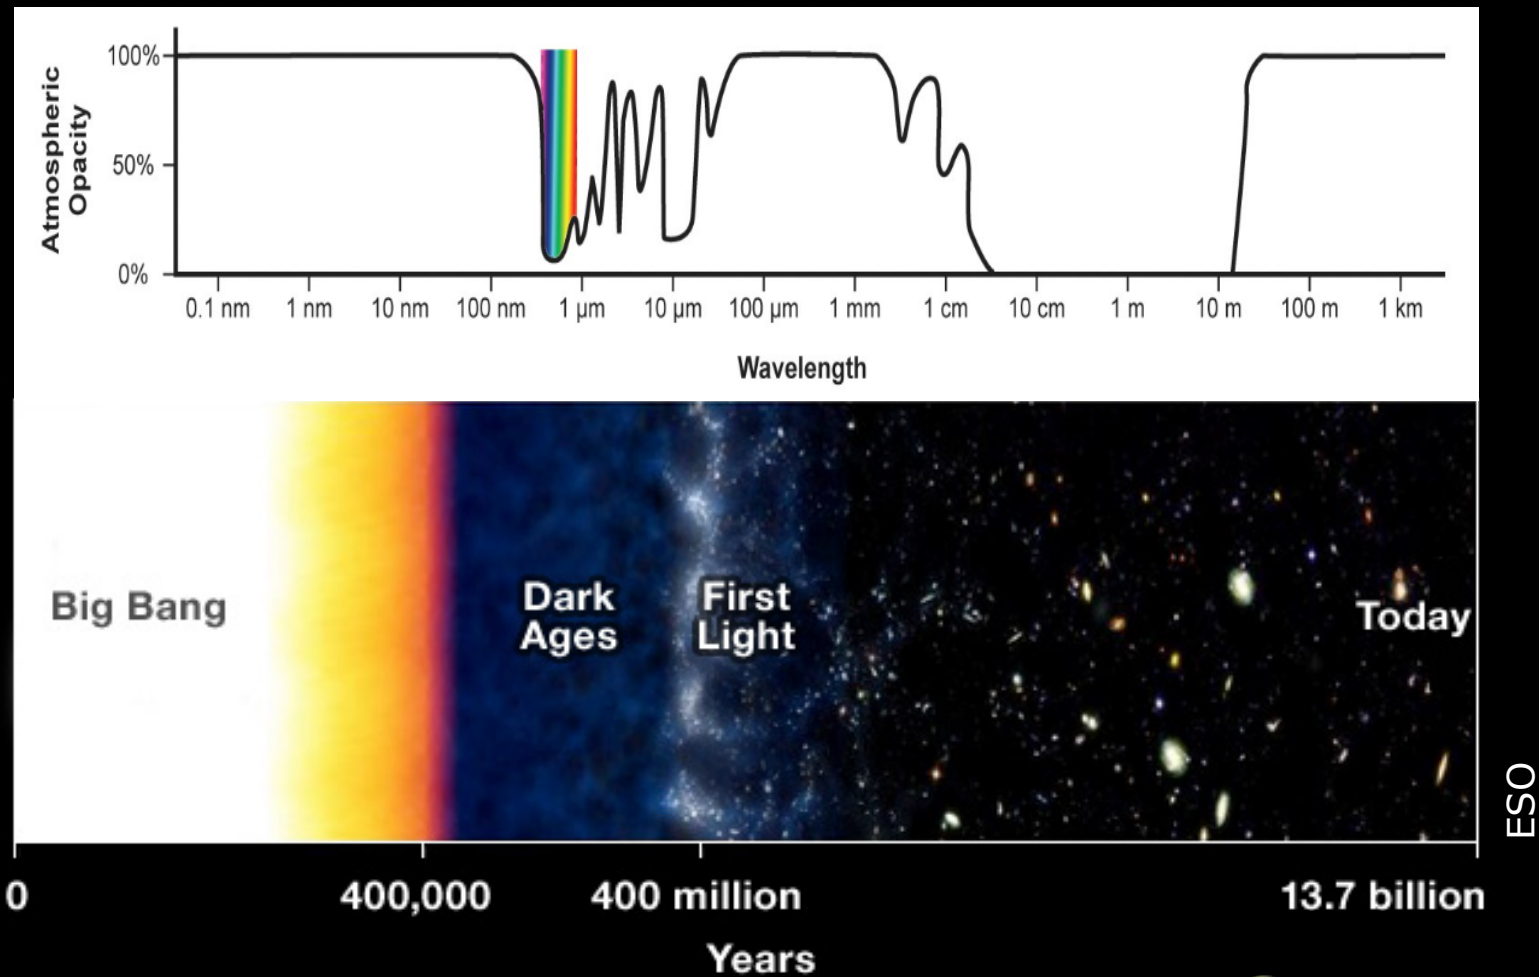 Atmospheric
Opacity
100%
50%
0%
0.1 nm 1 nm 10 nm 100 nm 1 µm 10 µm 100 µm 1 mm 1 cm 10 cm 1 m 10 m 100 m 1 km
Wavelength
Big Bang
Dark
Ages
First
Light
Today
ESO
0 400,000 400 million 13.7 billion
Years